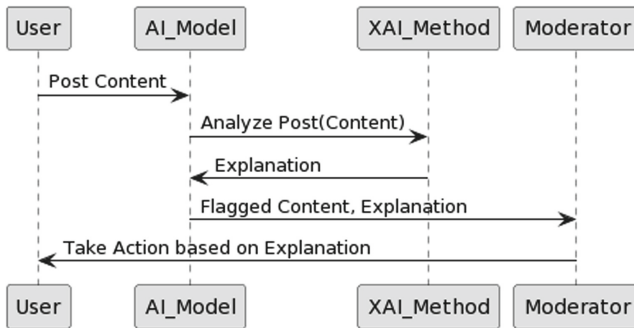 User AI_Model XAI_Method Moderator
Post Content
Analyze Post(Content)
Explanation
Flagged Content, Explanation
Take Action based on Explanation
User AI_Model XAI_Method Moderator